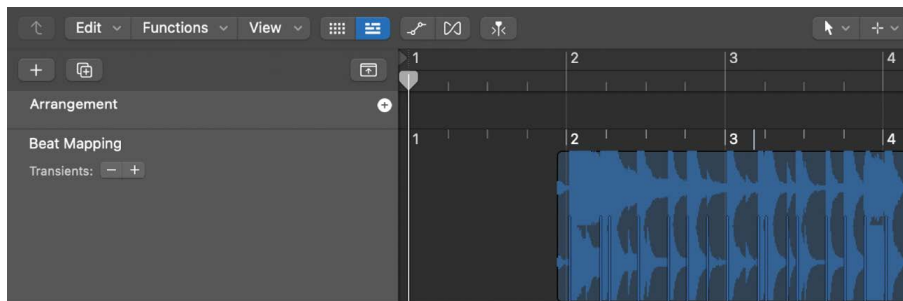 Edit Functions View
1 2 3 4
Arrangement
Beat Mapping
1 2 3 4
Transients: